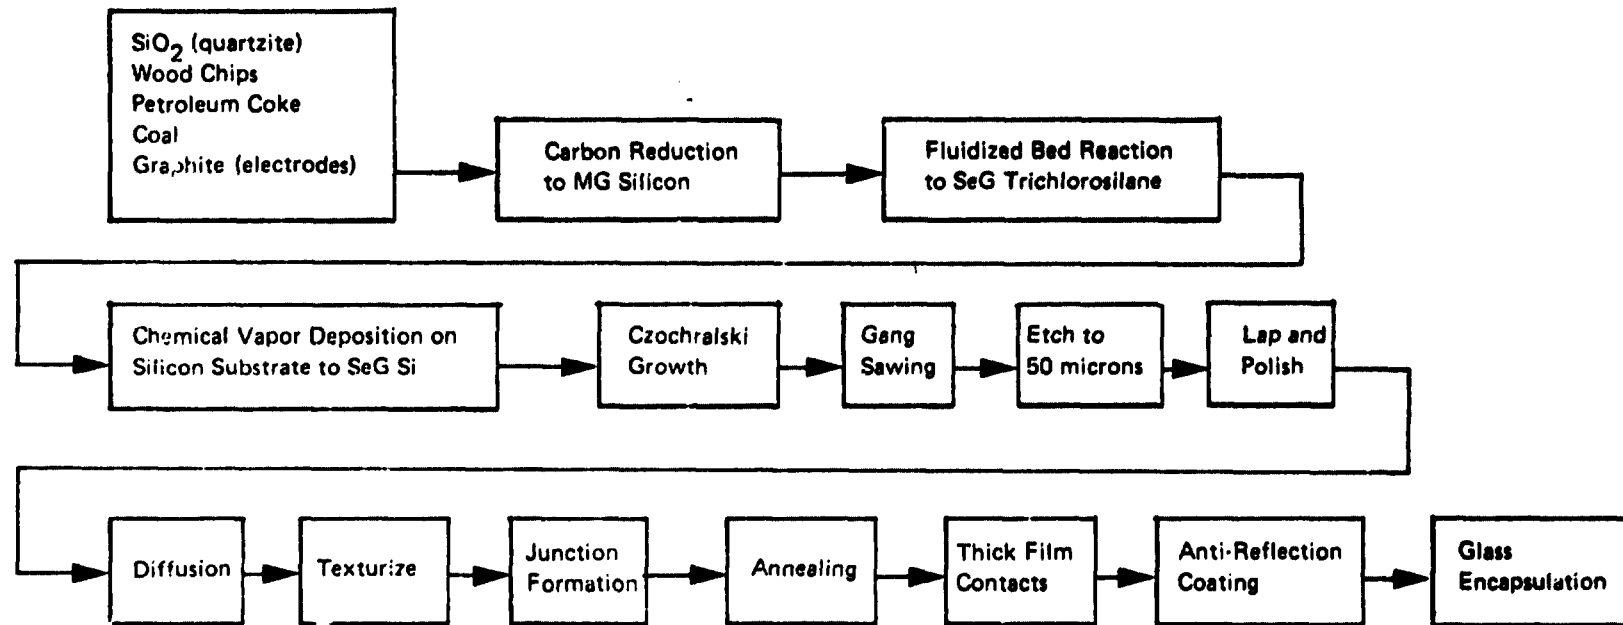 SiO2 (quartzite)
Wood Chips
Petroleum Coke
Coal
Graphite (electrodes)
Carbon Reduction
to MG Silicon
Fluidized Bed Reaction
to SeG Trichlorosilane
Chemical Vapor Deposition on
Silicon Substrate to SeG Si
Czochralski
Growth
Gang
Sawing
Etch to
50 microns
Lap and
Polish
Diffusion
Texturize
Junction
Formation
Annealing
Thick Film
Contacts
Anti-Reflection
Coating
Glass
Encapsulation